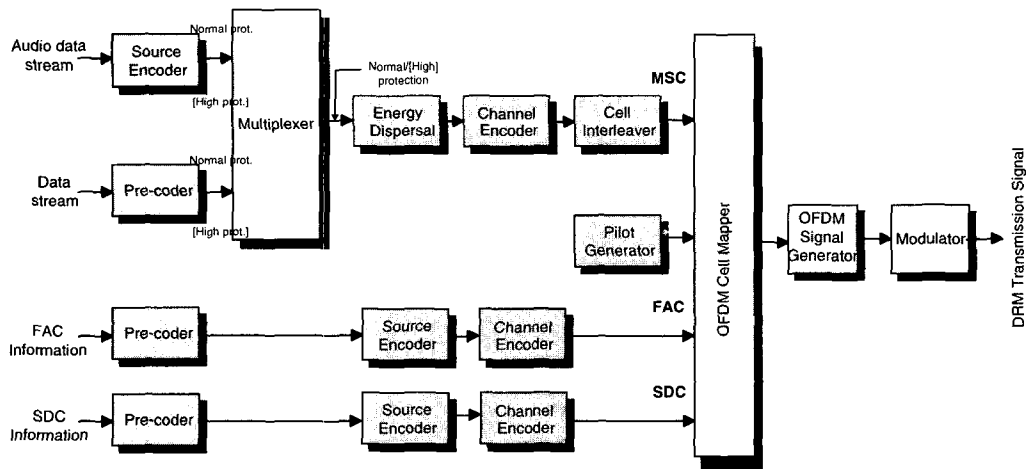 Normal prot.
Audio data
stream
Source
Encoder
[High prot.]
Multiplexer
Normal/[High]
protection
Energy
Dispersal
Channel
Encoder
Cell
Interleaver
MSC
Normal prot.
Data
stream
Pre-coder
[High prot.]
Pilot
Generator
OFDM Cell Mapper
OFDM
Signal
Generator
Modulator
DRM Transmission Signal
FAC
Information
Pre-coder
Source
Encoder
Channel
Encoder
FAC
SDC
Information
Pre-coder
Source
Encoder
Channel
Encoder
SDC